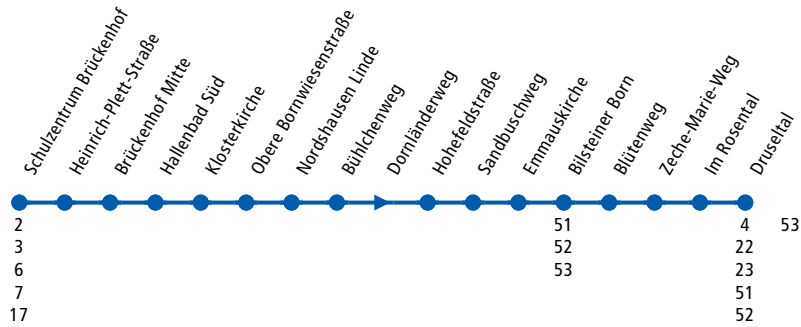 Schulzentrum Brückenhof
Heinrich-Plett-Straße
Brückenhof Mitte
Hallenbad Süd
Klosterkirche
Obere Bornwiesenstraße
Nordshausen Linde
Bühlchenweg
Dornländerweg
Hohefeldstraße
Sandbuschweg
Emmauskirche
Bilsteiner Born
Blütenweg
Zeche-Marie-Weg
Im Rosental
Druseltal
2 51 4 53
3 52 22
6 53 23
7 51
17 52